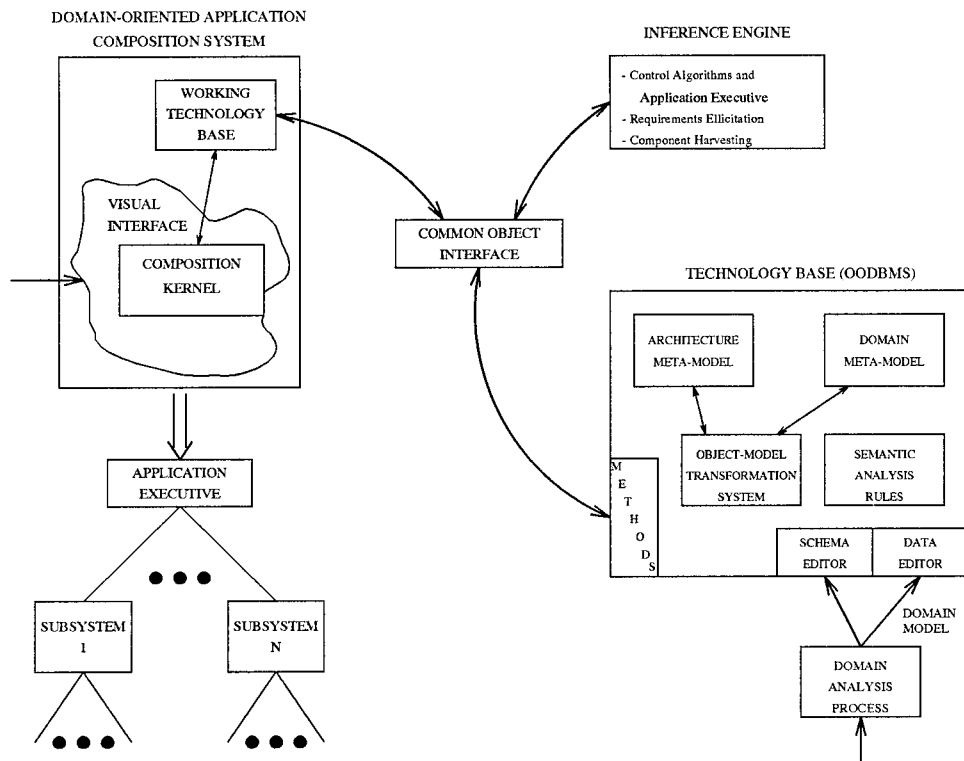 DOMAIN-ORIENTED APPLICATION
COMPOSITION SYSTEM
WORKING
TECHNOLOGY
BASE
VISUAL
INTERFACE
COMPOSITION
KERNEL
APPLICATION
EXECUTIVE
SUBSYSTEM
1
SUBSYSTEM
N
COMMON OBJECT
INTERFACE
INFERENCE ENGINE
- Control Algorithms and
Application Executive
- Requirements Ellicitation
- Component Harvesting
TECHNOLOGY BASE (OODBMS)
ARCHITECTURE
META-MODEL
DOMAIN
META-MODEL
OBJECT-MODEL
TRANSFORMATION
SYSTEM
SEMANTIC
ANALYSIS
RULES
METHODS
SCHEMA
EDITOR
DATA
EDITOR
DOMAIN
MODEL
DOMAIN
ANALYSIS
PROCESS